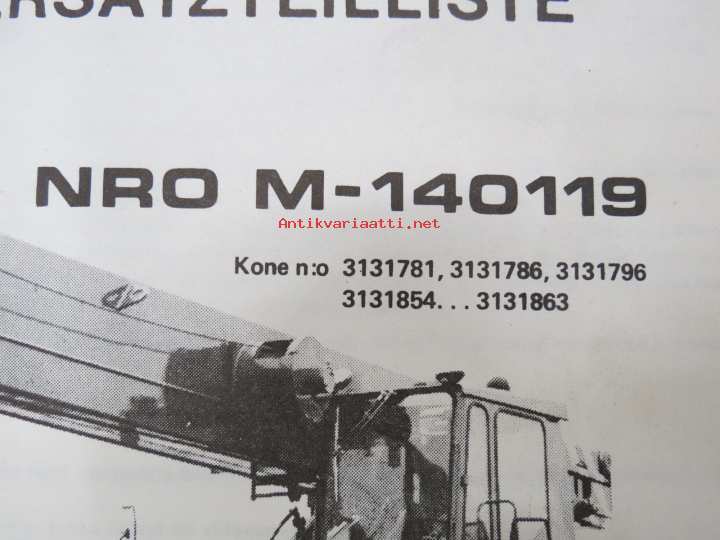 ERSATZTEILLISTE
NRO M-140119
Antikvariaatti.net
Kone n:o 3131781, 3131786, 3131796
3131854...3131863